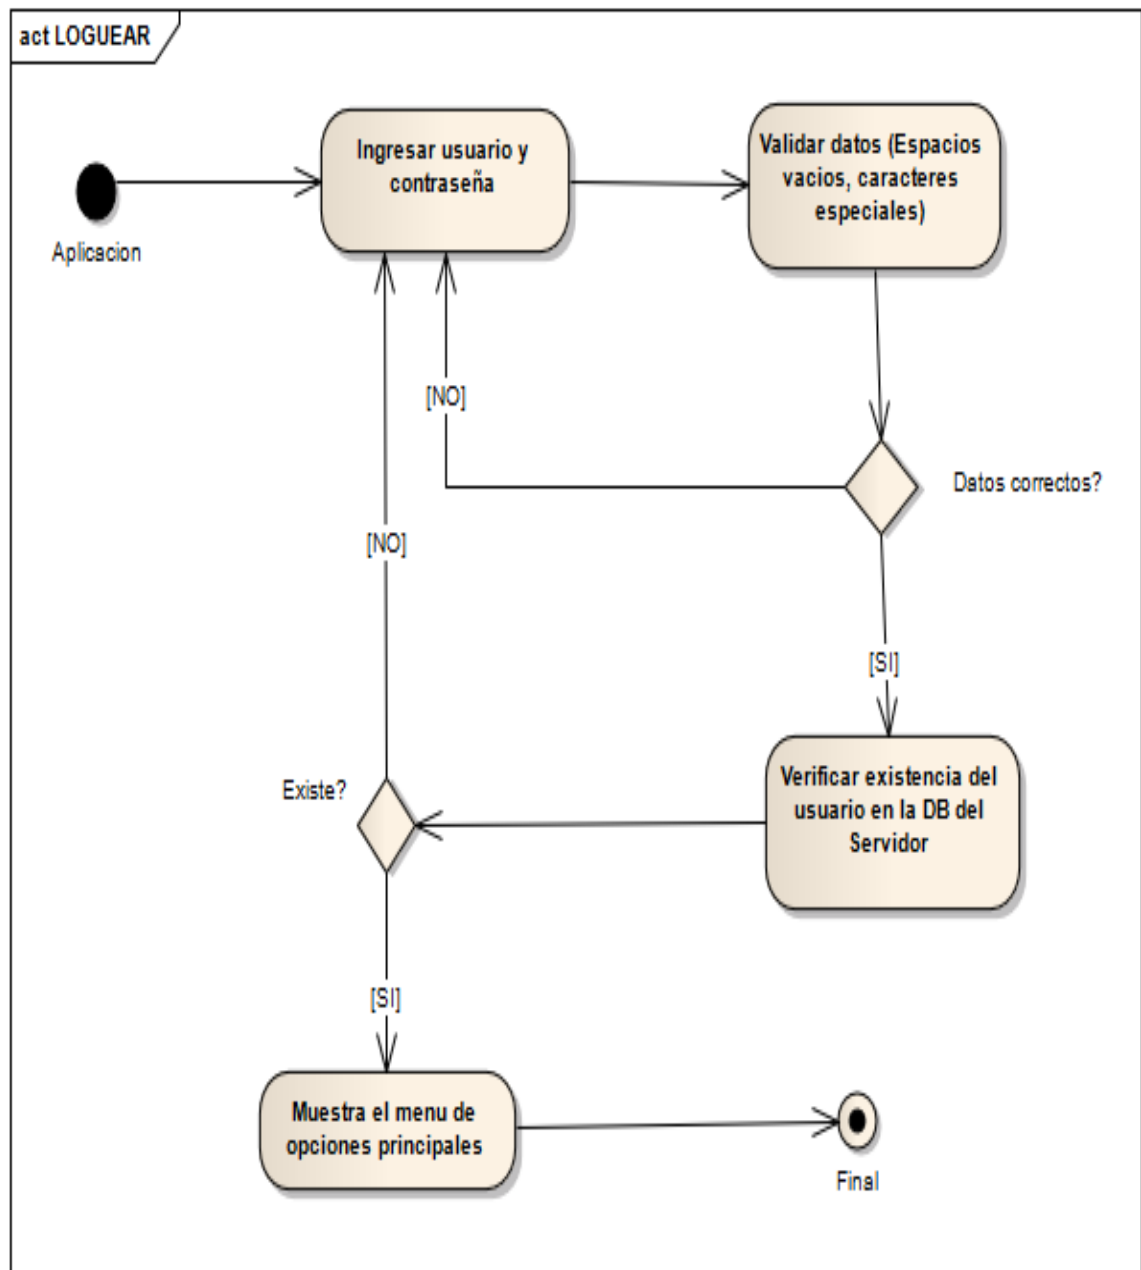 act LOGUEAR
Ingresar usuario y
contraseña
Validar datos (Espacios
vacios, caracteres
especiales)
Aplicacion
[NO]
Datos correctos?
[NO]
[SI]
Verificar existencia del
usuario en la DB del
Servidor
Existe?
[SI]
Muestra el menu de
opciones principales
Final